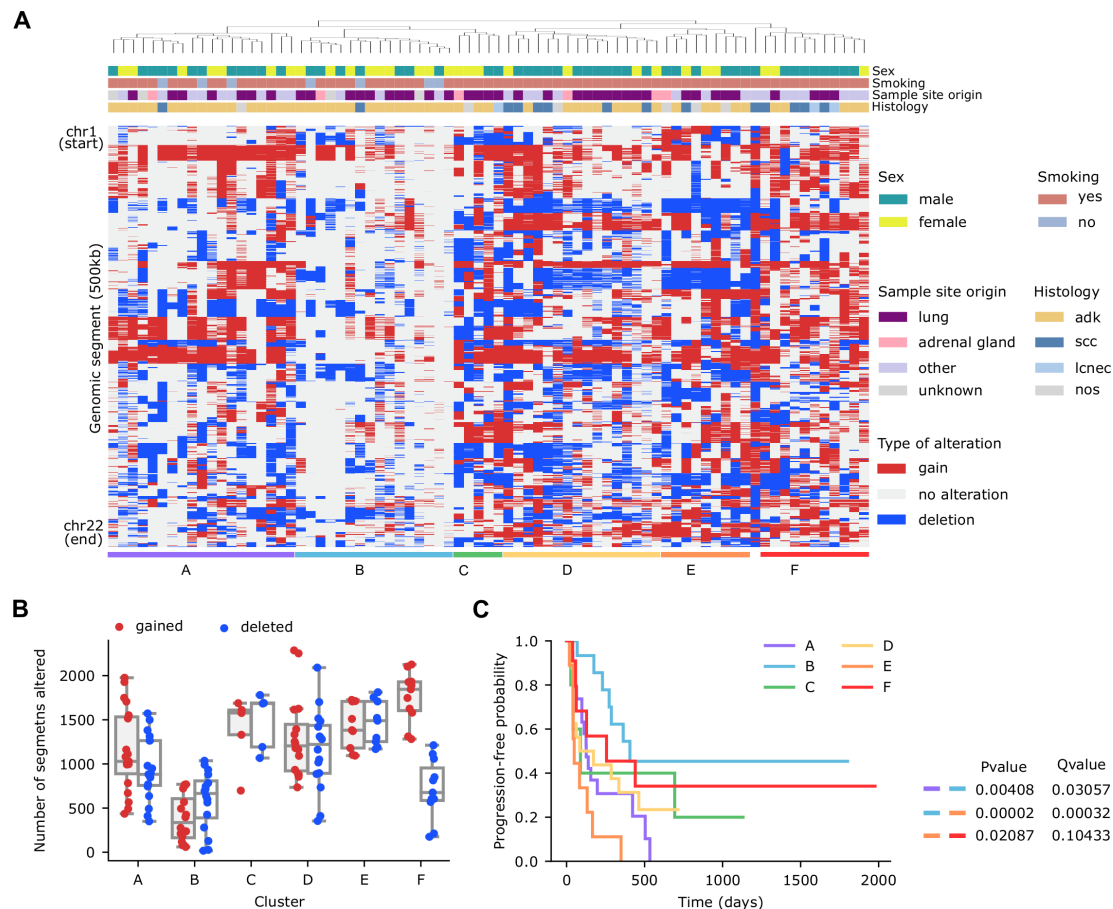 A
Sex
Smoking
Sample site origin
Histology
chr1
(start)
Genomic segment (500kb)
chr22
(end)
A B C D E F
Sex
male
female
Smoking
yes
no
Sample site origin
lung
adrenal gland
other
unknown
Histology
adk
scc
lcnec
nos
Type of alteration
gain
no alteration
deletion
B
gained deleted
Number of segmetns altered
2000
1500
1000
500
0
A B C D E F
Cluster
C
Progression-free probability
1.0
0.8
0.6
0.4
0.2
0.0
A D
B E
C F
0 500 1000 1500 2000
Time (days)
Pvalue Qvalue
0.00408 0.03057
0.00002 0.00032
0.02087 0.10433